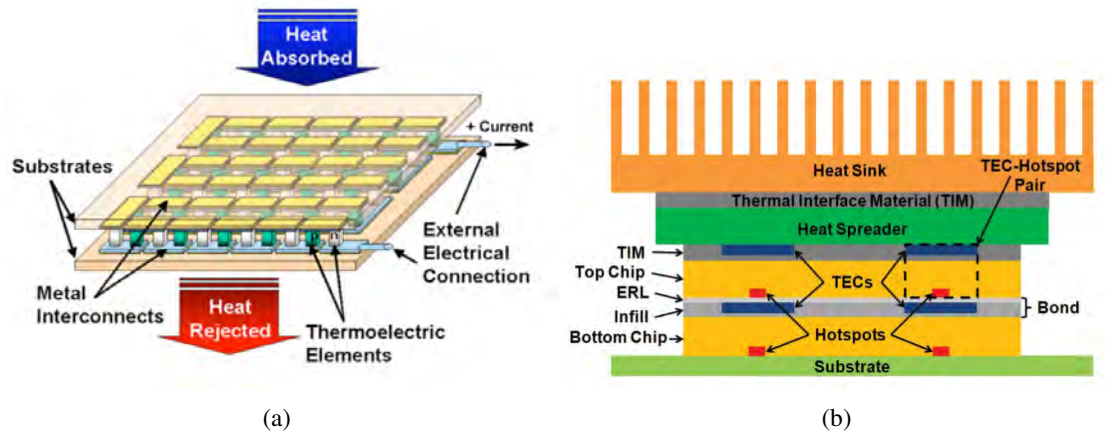 Heat
Absorbed
+ Current
Substrates
External
Electrical
Connection
Metal
Interconnects
Heat
Rejected
Thermoelectric
Elements
(a)
Heat Sink
TEC-Hotspot
Pair
Thermal Interface Material (TIM)
Heat Spreader
TIM
Top Chip
TECs
ERL
Infill
Bond
Hotspots
Bottom Chip
Substrate
(b)